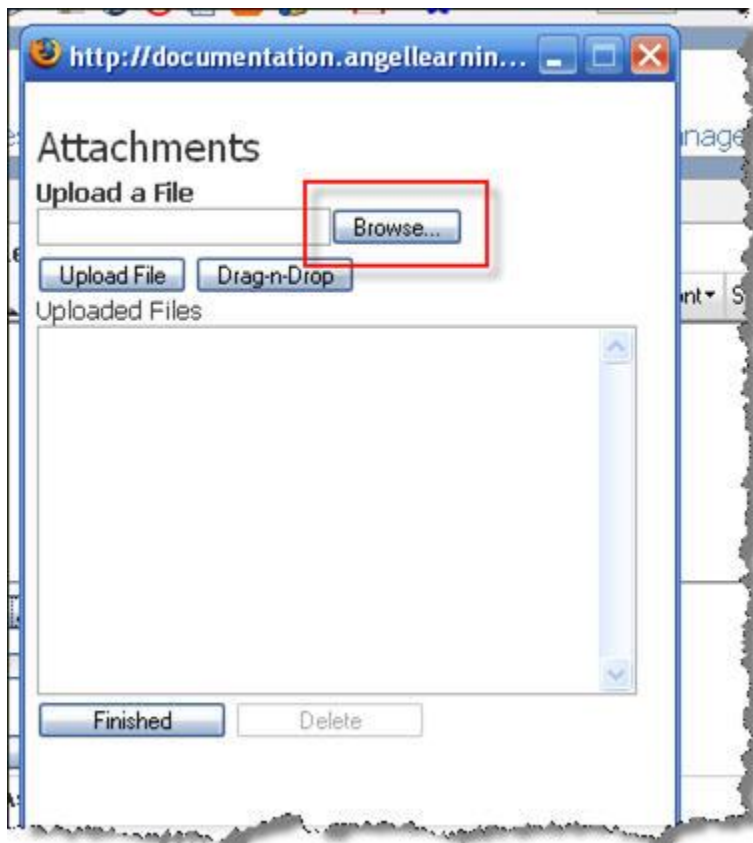 http://documentation.angellearnin...
Attachments
Upload a File
Browse...
Upload File Drag-n-Drop
Uploaded Files
Finished Delete